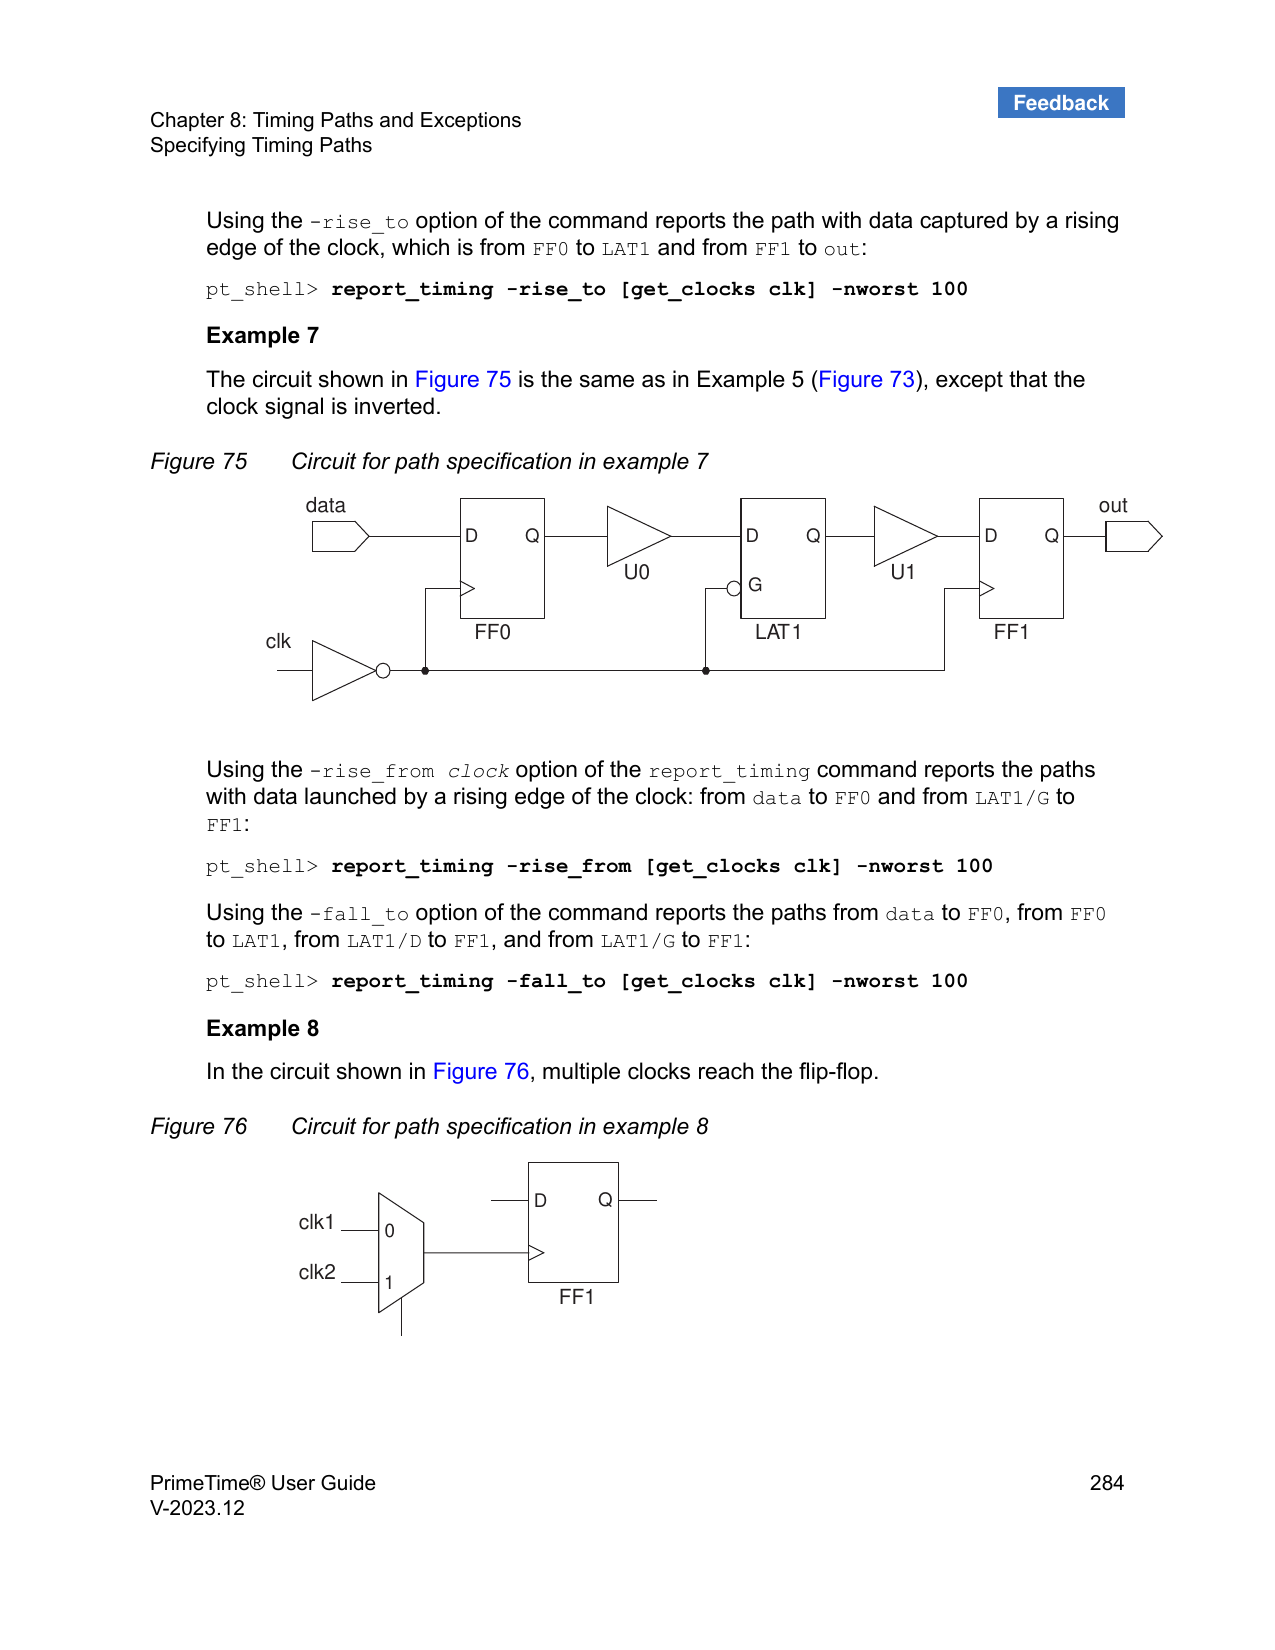 Feedback
Chapter 8: Timing Paths and Exceptions
Specifying Timing Paths
Using the -rise_to option of the command reports the path with data captured by a rising
edge of the clock, which is from FF0 to LAT1 and from FF1 to out:
pt_shell> report_timing -rise_to [get_clocks clk] -nworst 100
Example 7
The circuit shown in Figure 75 is the same as in Example 5 (Figure 73), except that the
clock signal is inverted.
Figure 75 Circuit for path specification in example 7
data out
D Q D Q D Q
U0 U1
G
FF0 LAT1 FF1
clk
Using the -rise_from clock option of the report_timing command reports the paths
with data launched by a rising edge of the clock: from data to FF0 and from LAT1/G to
FF1:
pt_shell> report_timing -rise_from [get_clocks clk] -nworst 100
Using the -fall_to option of the command reports the paths from data to FF0, from FF0
to LAT1, from LAT1/D to FF1, and from LAT1/G to FF1:
pt_shell> report_timing -fall_to [get_clocks clk] -nworst 100
Example 8
In the circuit shown in Figure 76, multiple clocks reach the flip-flop.
Figure 76 Circuit for path specification in example 8
D Q
clk1 0
clk2 1
FF1
PrimeTime® User Guide 284
V-2023.12